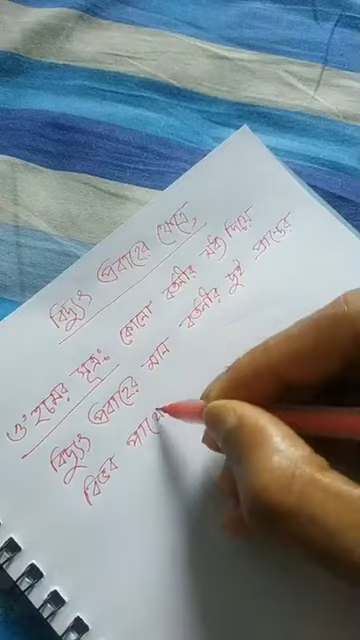 বিদ্যুৎ প্রবাহের ক্ষেত্রে,
ও'হমের সূত্র: কোনো বর্তনীর মধ্য দিয়ে
বিদ্যুৎ প্রবাহের মান বর্তনীর দুই প্রান্তের
বিভব পার্থ